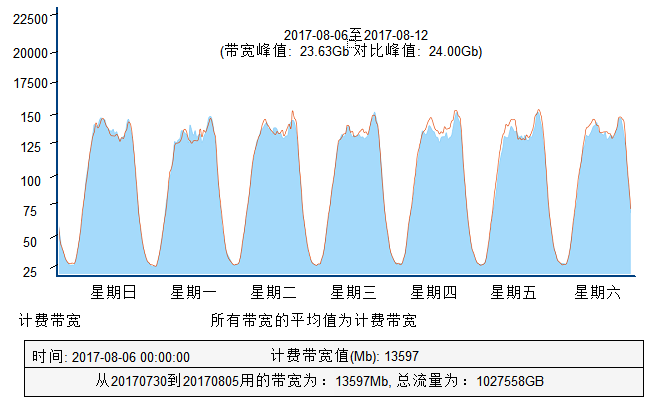 22500
2017-08-06至2017-08-12
20000
(带宽峰值: 23.63Gb 对比峰值: 24.00Gb)
17500
150
125
100
75
50
25
星期日 星期一 星期二 星期三 星期四 星期五 星期六
计费带宽 所有带宽的平均值为计费带宽
时间: 2017-08-06 00:00:00 计费带宽值(Mb): 13597
从20170730到20170805用的带宽为：13597Mb, 总流量为：1027558GB